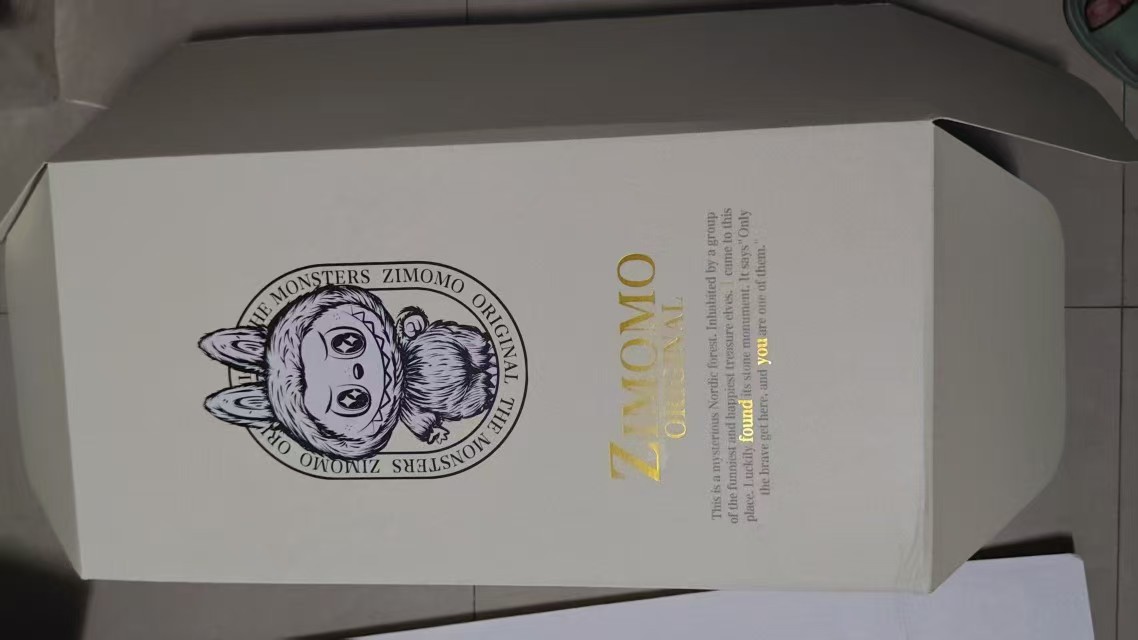 THE MONSTERS ZIMOMO ORIGINAL THE MONSTERS ZIMOMO
ZIMOMO
ORIGINAL
This is a mysterious Nordic forest. Inhabited by a group
of the funniest and happiest treasure elves. I came to this
place. Luckily found its stone monument. It says "Only
the brave get here, and you are one of them."